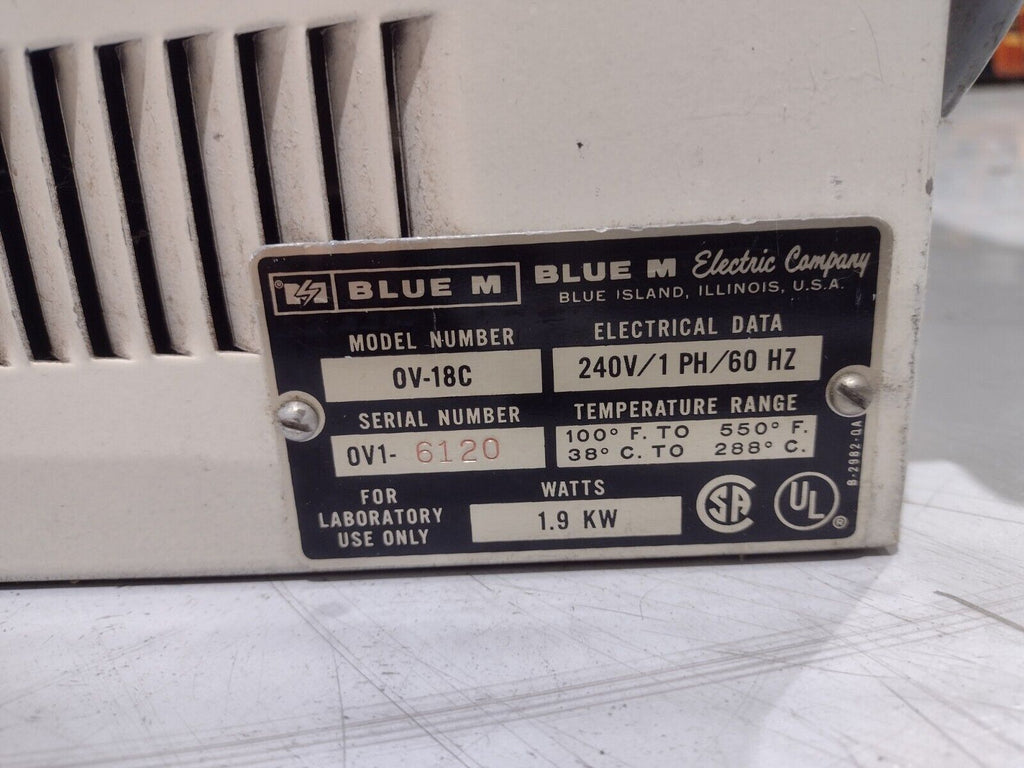 BLUE M
BLUE M Electric Company
BLUE ISLAND, ILLINOIS, U.S.A.
MODEL NUMBER
OV-18C
ELECTRICAL DATA
240V/1 PH/60 HZ
SERIAL NUMBER
OV1- 6120
TEMPERATURE RANGE
100° F. TO 550° F.
38° C. TO 288° C.
FOR
LABORATORY
USE ONLY
WATTS
1.9 KW
SA
UL
®
B-2982-QA